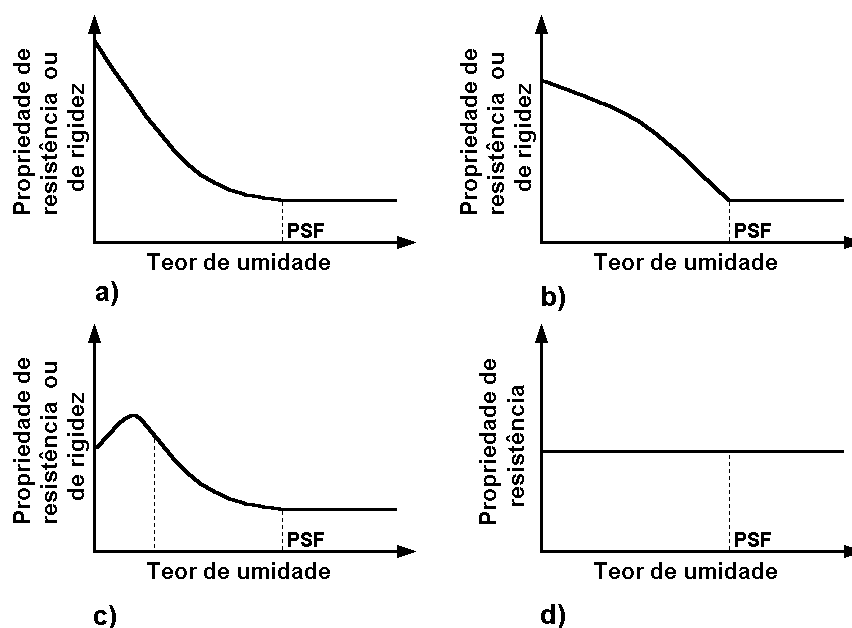 Propriedade de
resistência ou
de rigidez
PSF
Teor de umidade
a)
Propriedade de
resistência ou
de rigidez
PSF
Teor de umidade
b)
Propriedade de
resistência ou
de rigidez
PSF
Teor de umidade
c)
Propriedade de
resistência
PSF
Teor de umidade
d)